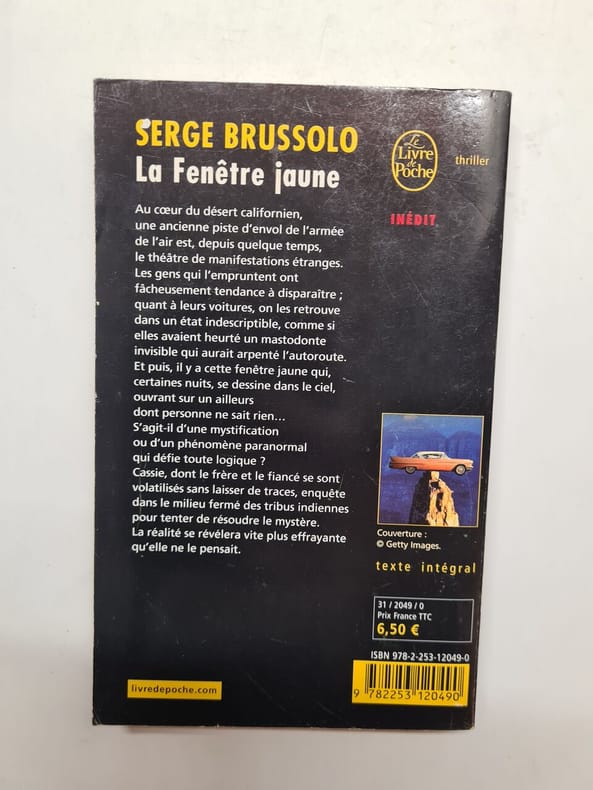 SERGE BRUSSOLO
La Fenêtre jaune
Le
Livre
de
Poche
thriller
INÉDIT
Au cœur du désert californien,
une ancienne piste d'envol de l'armée
de l'air est, depuis quelque temps,
le théâtre de manifestations étranges.
Les gens qui l'empruntent ont
fâcheusement tendance à disparaître ;
quant à leurs voitures, on les retrouve
dans un état indescriptible, comme si
elles avaient heurté un mastodonte
invisible qui aurait arpenté l'autoroute.
Et puis, il y a cette fenêtre jaune qui,
certaines nuits, se dessine dans le ciel,
ouvrant sur un ailleurs
dont personne ne sait rien...
S'agit-il d'une mystification
ou d'un phénomène paranormal
qui défie toute logique ?
Cassie, dont le frère et le fiancé se sont
volatilisés sans laisser de traces, enquête
dans le milieu fermé des tribus indiennes
pour tenter de résoudre le mystère.
La réalité se révélera vite plus effrayante
qu'elle ne le pensait.
Couverture :
© Getty Images.
texte intégral
31 / 2049 / 0
Prix France TTC
6,50 €
ISBN 978-2-253-12049-0
9 782253 120490
livredepoche.com